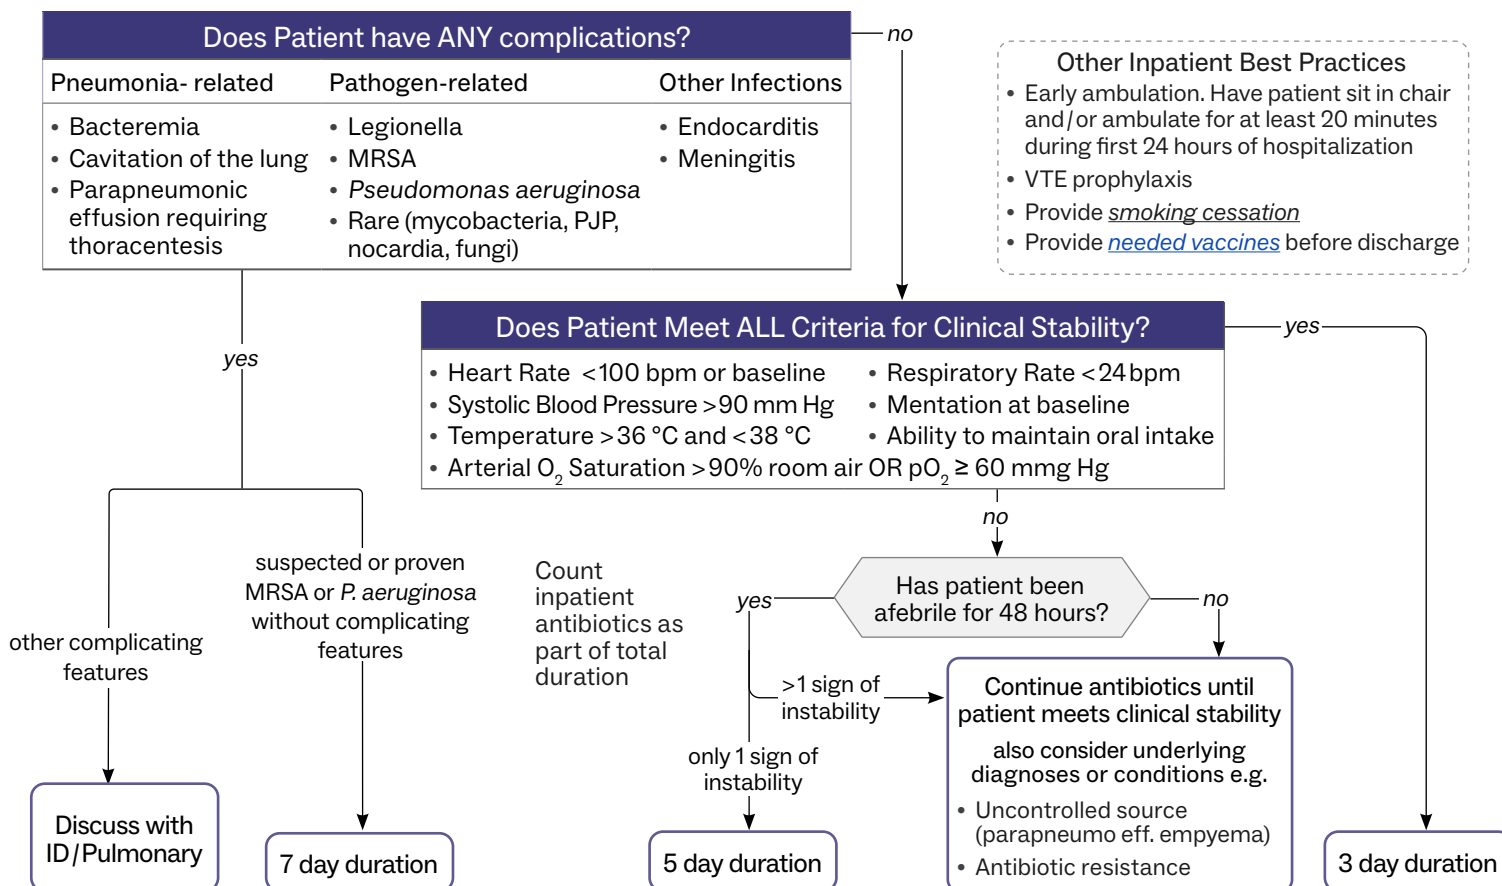 Does Patient have ANY complications?
no
Pneumonia- related
• Bacteremia
• Cavitation of the lung
• Parapneumonic
effusion requiring
thoracentesis
Pathogen-related
• Legionella
• MRSA
• Pseudomonas aeruginosa
• Rare (mycobacteria, PJP,
nocardia, fungi)
Other Infections
• Endocarditis
• Meningitis
Other Inpatient Best Practices
• Early ambulation. Have patient sit in chair
and/or ambulate for at least 20 minutes
during first 24 hours of hospitalization
• VTE prophylaxis
• Provide smoking cessation
• Provide needed vaccines before discharge
yes
Does Patient Meet ALL Criteria for Clinical Stability?
yes
• Heart Rate <100 bpm or baseline
• Systolic Blood Pressure >90 mm Hg
• Temperature >36 °C and <38 °C
• Respiratory Rate <24 bpm
• Mentation at baseline
• Ability to maintain oral intake
• Arterial O2 Saturation >90% room air OR pO2 ≥ 60 mmg Hg
no
other complicating
features
suspected or proven
MRSA or P. aeruginosa
without complicating
features
Count
inpatient
antibiotics as
part of total
duration
Has patient been
afebrile for 48 hours?
yes
no
>1 sign of
instability
only 1 sign of
instability
Continue antibiotics until
patient meets clinical stability
also consider underlying
diagnoses or conditions e.g.
• Uncontrolled source
(parapneumo eff. empyema)
• Antibiotic resistance
Discuss with
ID/Pulmonary
7 day duration
5 day duration
3 day duration